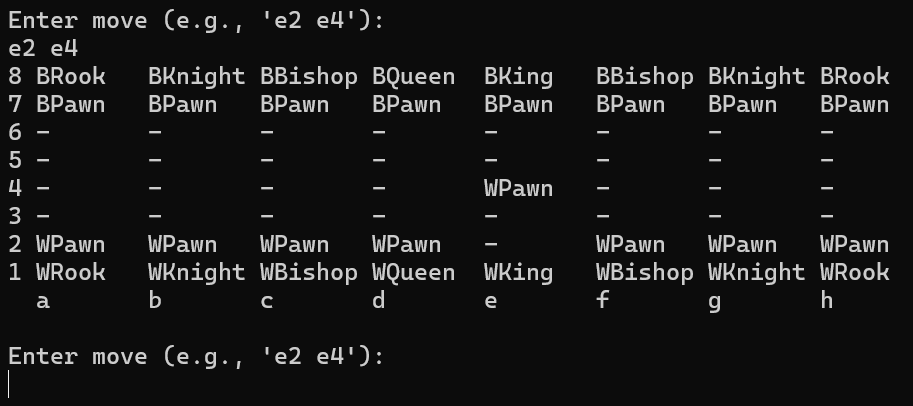 Enter move (e.g., 'e2 e4'):
e2 e4
8 BRook   BKnight BBishop BQueen  BKing   BBishop BKnight BRook
7 BPawn   BPawn   BPawn   BPawn   BPawn   BPawn   BPawn   BPawn
6 -       -       -       -       -       -       -       -
5 -       -       -       -       -       -       -       -
4 -       -       -       -       WPawn   -       -       -
3 -       -       -       -       -       -       -       -
2 WPawn   WPawn   WPawn   WPawn   -       WPawn   WPawn   WPawn
1 WRook   WKnight WBishop WQueen  WKing   WBishop WKnight WRook
  a       b       c       d       e       f       g       h
Enter move (e.g., 'e2 e4'):